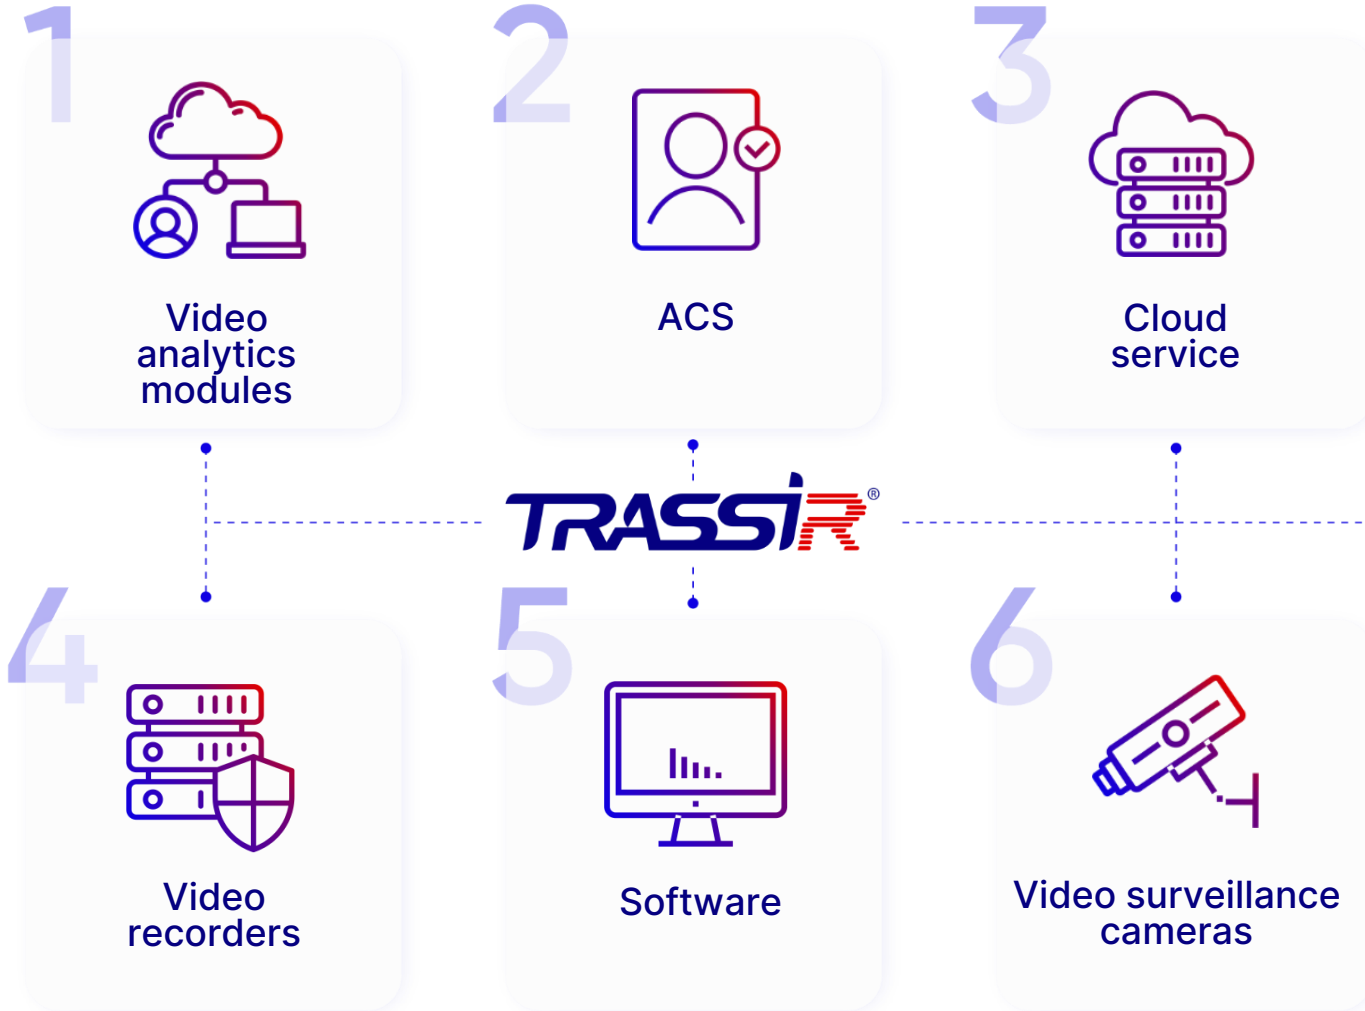 1
Video
analytics
modules
2
ACS
3
Cloud
service
TRASSIR®
4
Video
recorders
5
Software
6
Video surveillance
cameras